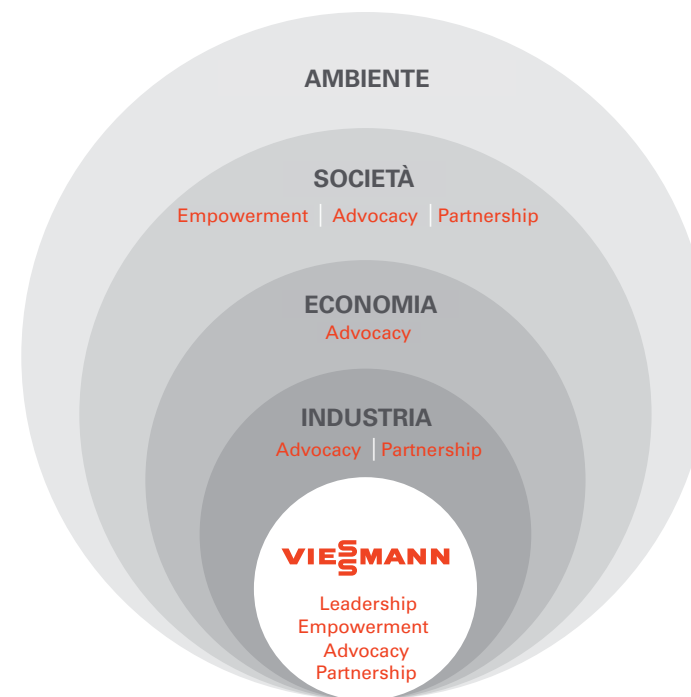 AMBIENTE
SOCIETÀ
Empowerment | Advocacy | Partnership
ECONOMIA
Advocacy
INDUSTRIA
Advocacy | Partnership
VIESSMANN
Leadership
Empowerment
Advocacy
Partnership